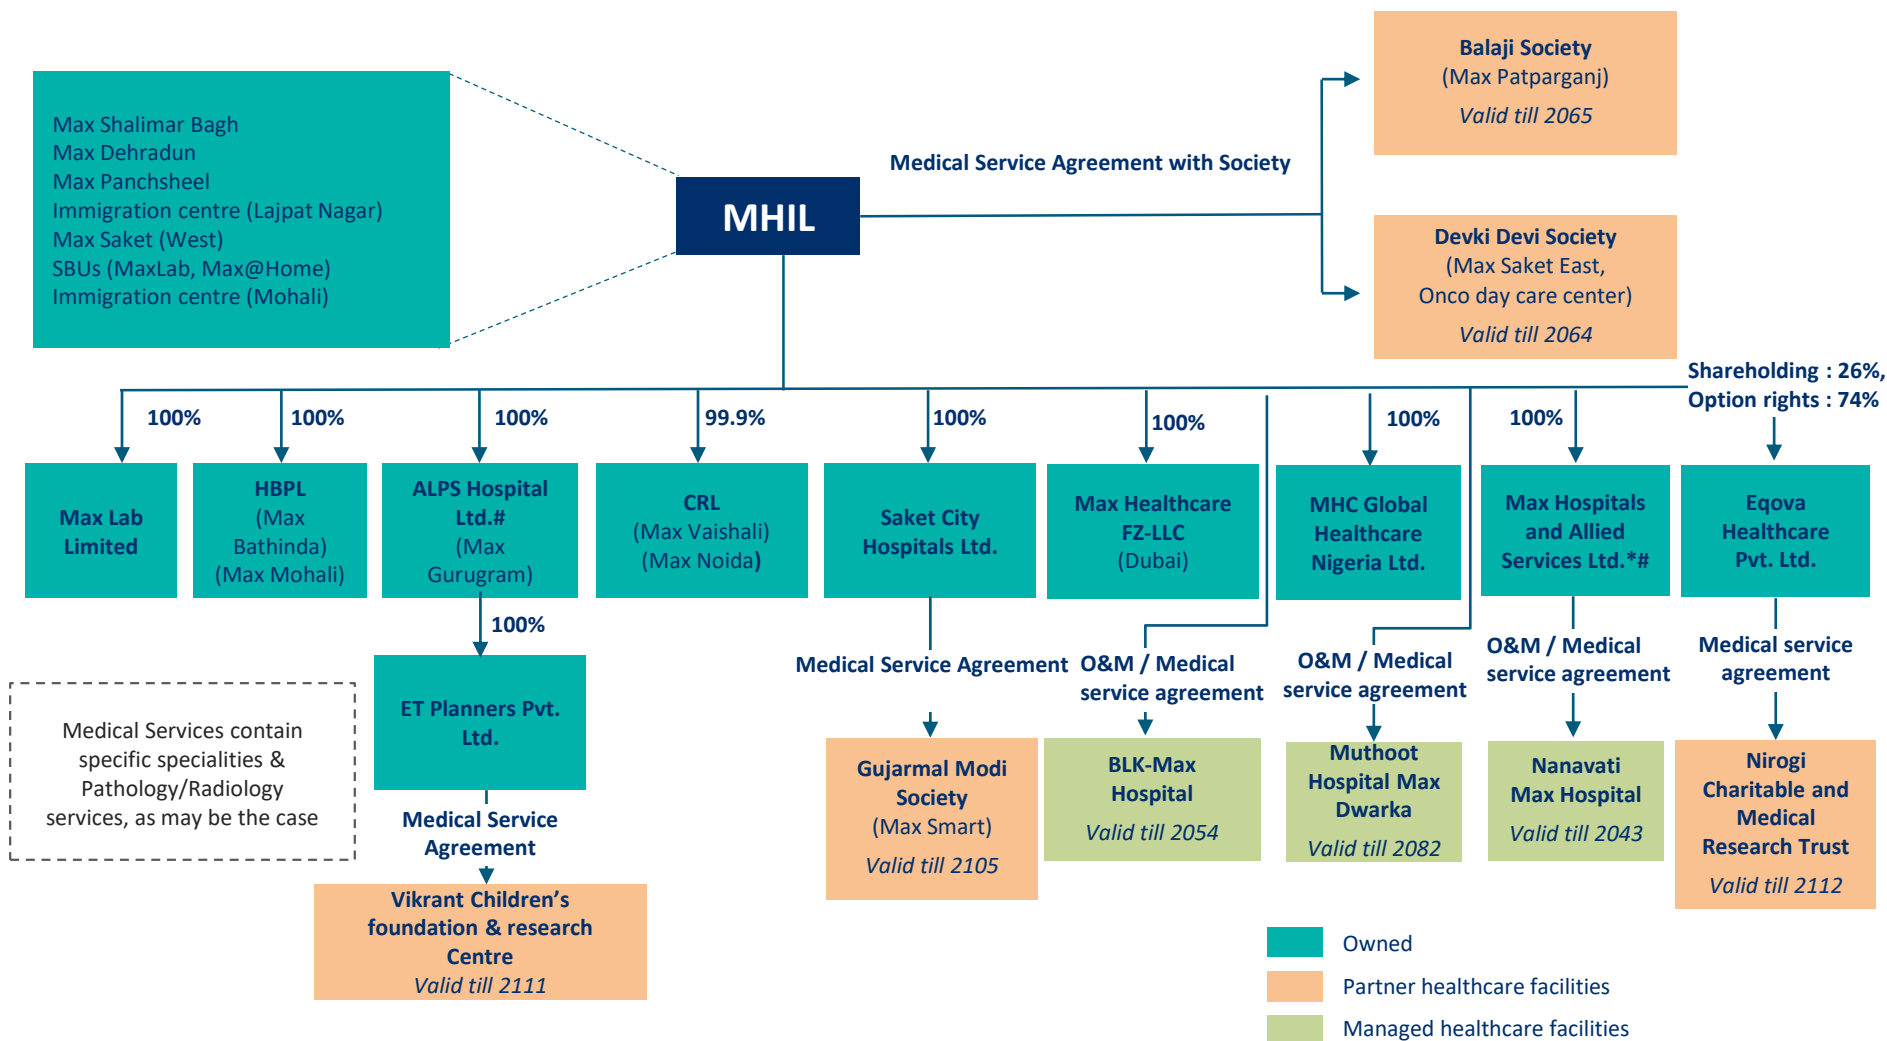 Balaji Society
(Max Patparganj)
Valid till 2065
Max Shalimar Bagh
Max Dehradun
Max Panchsheel
Immigration centre (Lajpat Nagar)
Max Saket (West)
SBUs (MaxLab, Max@Home)
Immigration centre (Mohali)
MHIL
Medical Service Agreement with Society
Devki Devi Society
(Max Saket East,
Onco day care center)
Valid till 2064
Shareholding : 26%,
Option rights : 74%
100%
100%
100%
99.9%
100%
100%
100%
100%
Max Lab
Limited
HBPL
(Max
Bathinda)
(Max Mohali)
ALPS Hospital
Ltd.#
(Max
Gurugram)
CRL
(Max Vaishali)
(Max Noida)
Saket City
Hospitals Ltd.
Max Healthcare
FZ-LLC
(Dubai)
MHC Global
Healthcare
Nigeria Ltd.
Max Hospitals
and Allied
Services Ltd.*#
Eqova
Healthcare
Pvt. Ltd.
100%
Medical Service Agreement
O&M / Medical
service agreement
O&M / Medical
service agreement
O&M / Medical
service agreement
Medical service
agreement
Medical Services contain
specific specialities &
Pathology/Radiology
services, as may be the case
ET Planners Pvt.
Ltd.
Medical Service
Agreement
Vikrant Children's
foundation & research
Centre
Valid till 2111
Gujarmal Modi
Society
(Max Smart)
Valid till 2105
BLK-Max
Hospital
Valid till 2054
Muthoot
Hospital Max
Dwarka
Valid till 2082
Nanavati
Max Hospital
Valid till 2043
Nirogi
Charitable and
Medical
Research Trust
Valid till 2112
Owned
Partner healthcare facilities
Managed healthcare facilities